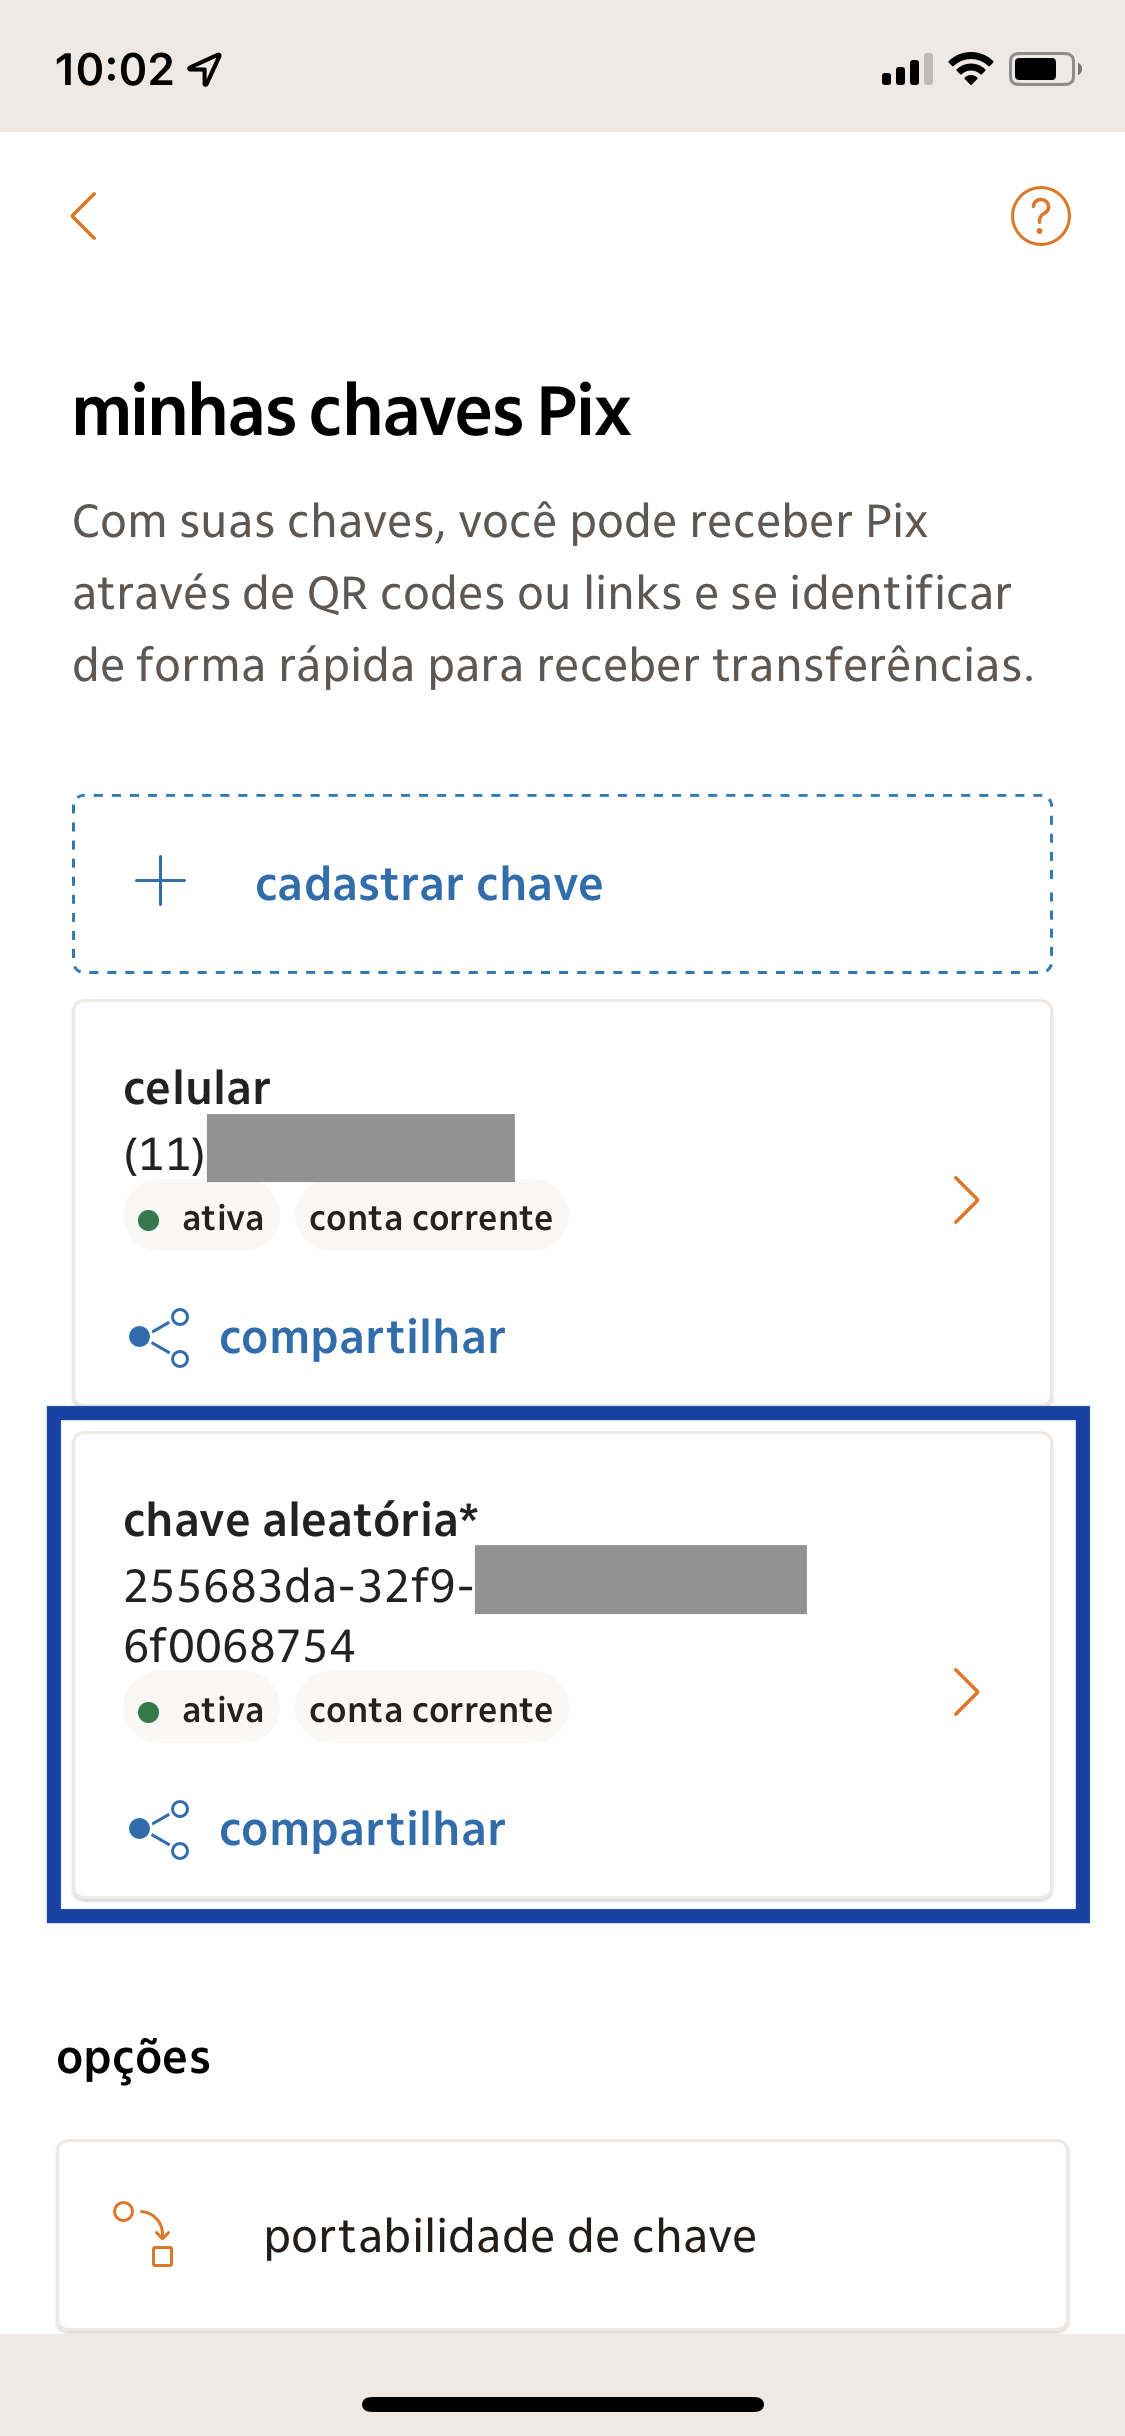 10:02
?
minhas chaves Pix
Com suas chaves, você pode receber Pix
através de QR codes ou links e se identificar
de forma rápida para receber transferências.
cadastrar chave
celular
(11)
ativa conta corrente
compartilhar
chave aleatória*
255683da-32f9-
6f0068754
ativa conta corrente
compartilhar
opções
portabilidade de chave